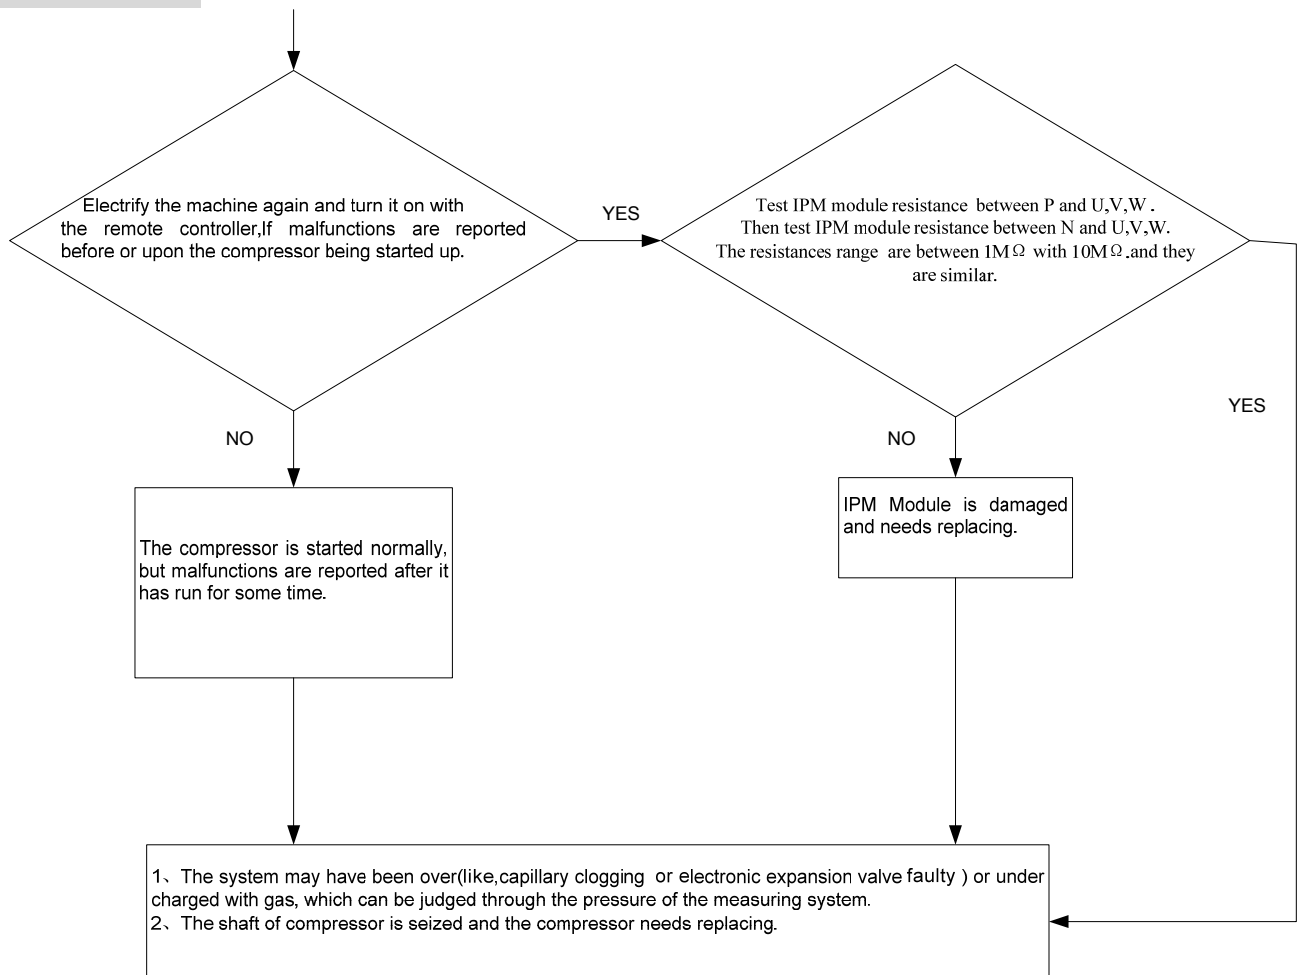 Electrify the machine again and turn it on with
the remote controller,If malfunctions are reported
before or upon the compressor being started up.
YES
Test IPM module resistance between P and U,V,W .
Then test IPM module resistance between N and U,V,W.
The resistances range are between 1MΩ with 10MΩ.and they
are similar.
YES
NO
NO
The compressor is started normally,
but malfunctions are reported after it
has run for some time.
IPM Module is damaged
and needs replacing.
1、The system may have been over(like,capillary clogging or electronic expansion valve faulty ) or under
charged with gas, which can be judged through the pressure of the measuring system.
2、The shaft of compressor is seized and the compressor needs replacing.